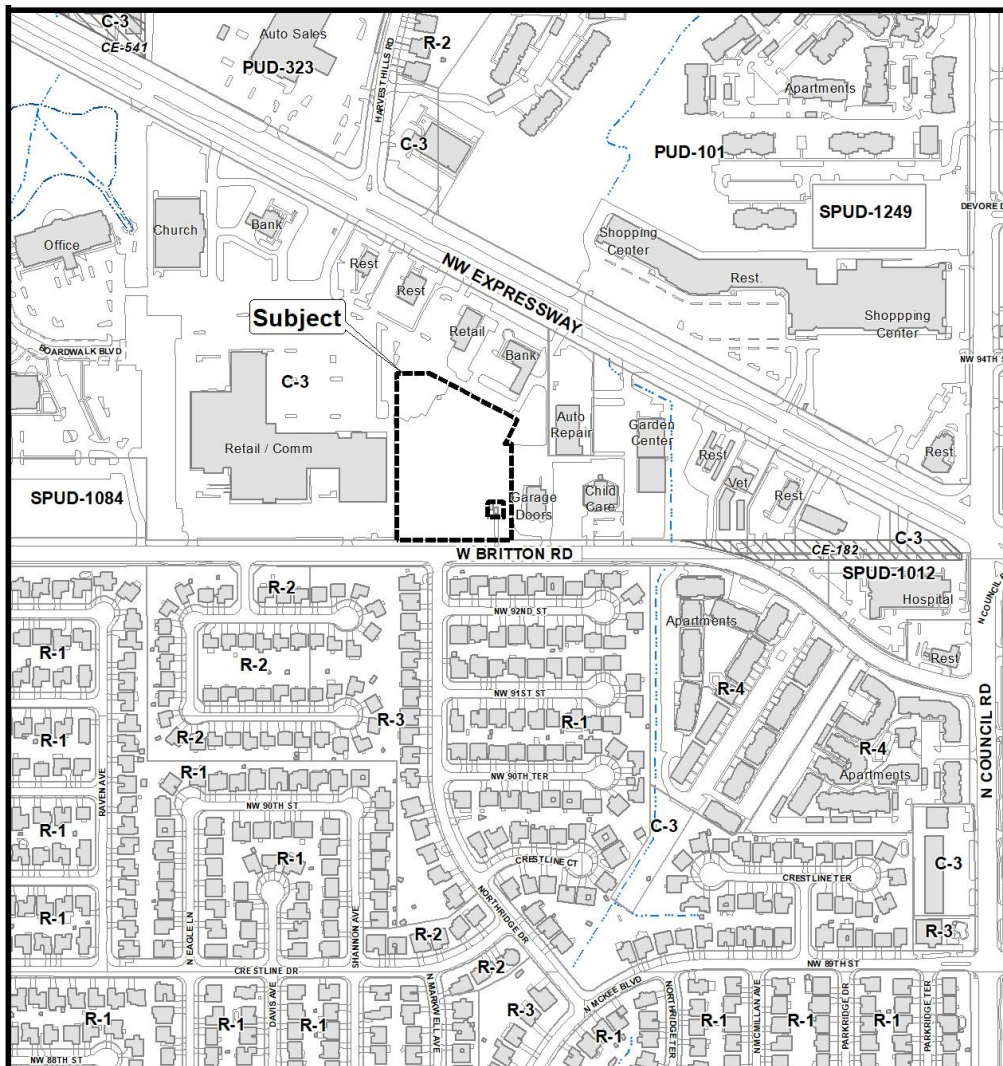 C-3
CE-541
Auto Sales
PUD-323
HARVEST HILLS RD
R-2
Apartments
C-3
PUD-101
SPUD-1249
Office
Church
Bank
Shopping
Center
Rest
Rest
NW EXPRESSWAY
Rest.
Subject
Retail
Shoppping
Center
BOARDWALK BLVD
Bank
C-3
Auto
Repair
Garden
Center
Retail / Comm
Rest
Rest
SPUD-1084
Vet
Rest
Garage
Doors
Child
Care
C-3
W BRITTON RD
CE-182
SPUD-1012
R-2
Hospital
NW 92ND ST
Apartments
R-1
R-2
Rest
NW 91ST ST
R-4
R-3
R-1
N COUNCIL RD
R-1
R-2
R-4
R-1
NW 90TH TER
Apartments
RAVEN AVE
NW 90TH ST
R-1
C-3
R-1
CRESTLINE CT
C-3
CRESTLINE TER
R-1
N EAGLE LN
SHANNON AVE
NORTHRIDGE DR
R-2
R-3
CRESTLINE DR
R-2
NW 89TH ST
DAVIS AVE
N MARKWELL AVE
R-3
N MCKEE BLVD
NORTHRIDGE TER
N MCMILLAN AVE
PARKRIDGE DR
PARKRIDGE TER
R-1
R-1
R-1
R-1
R-1
R-1
R-1
NW 88TH ST